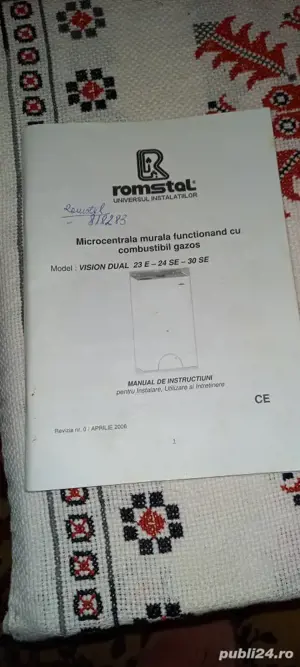 romstal
UNIVERSUL INSTALATIILOR
Romstal
Microcentrala murala functionand cu
combustibil gazos
Model : VISION DUAL 23 E – 24 SE – 30 SE
MANUAL DE INSTRUCTIUNI
pentru Instalare, Utilizare si Intretinere
CE
Revizia nr. 0 / APRILIE 2006
1
publi24.ro